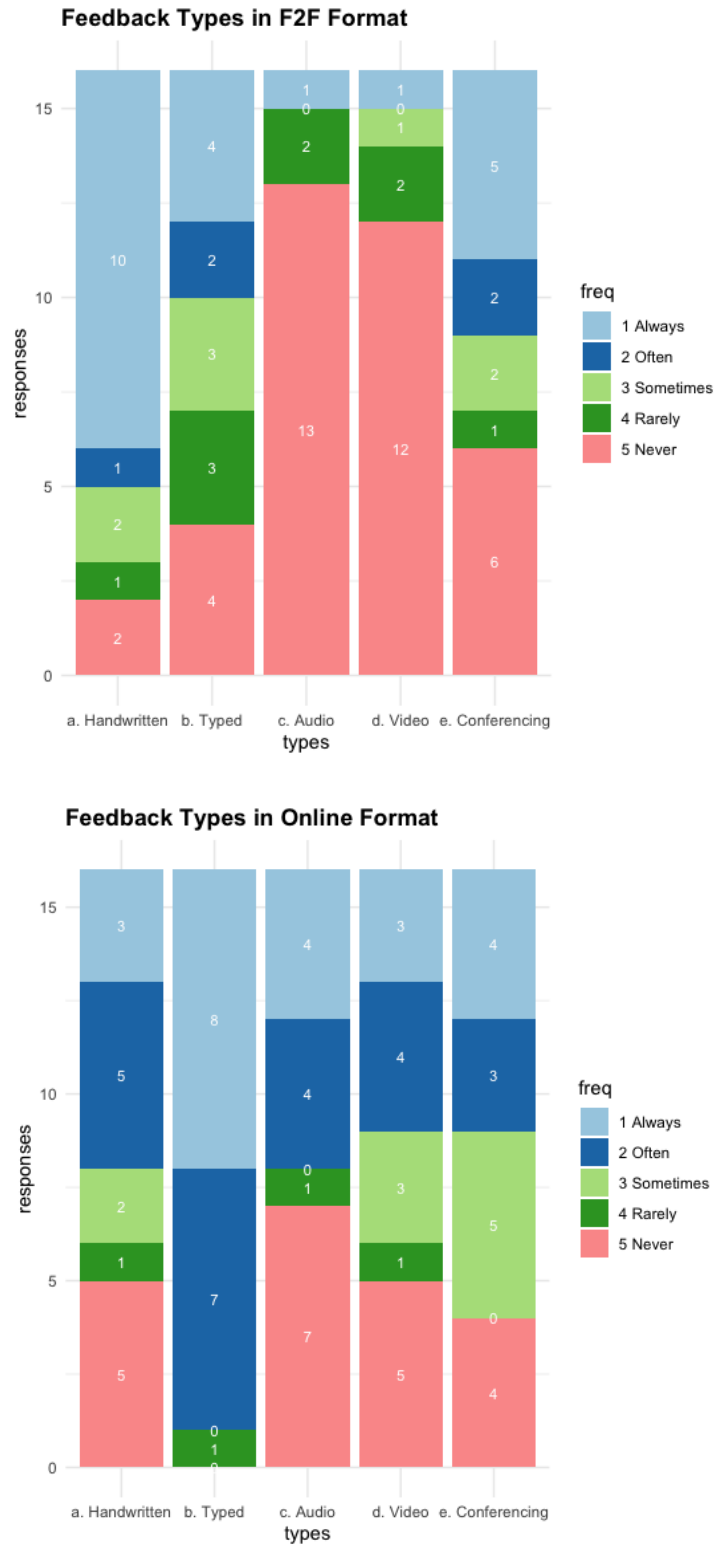 Feedback Types in F2F Format
responses
15
10
5
0
10
1
2
1
2
4
2
3
3
4
1
0
2
13
1
0
1
2
12
5
2
2
1
6
a. Handwritten b. Typed c. Audio d. Video e. Conferencing
types
freq
1 Always
2 Often
3 Sometimes
4 Rarely
5 Never
Feedback Types in Online Format
responses
15
10
5
0
3
5
2
1
5
8
7
0
1
0
4
4
0
1
7
3
4
3
1
5
4
3
5
0
4
a. Handwritten b. Typed c. Audio d. Video e. Conferencing
types
freq
1 Always
2 Often
3 Sometimes
4 Rarely
5 Never